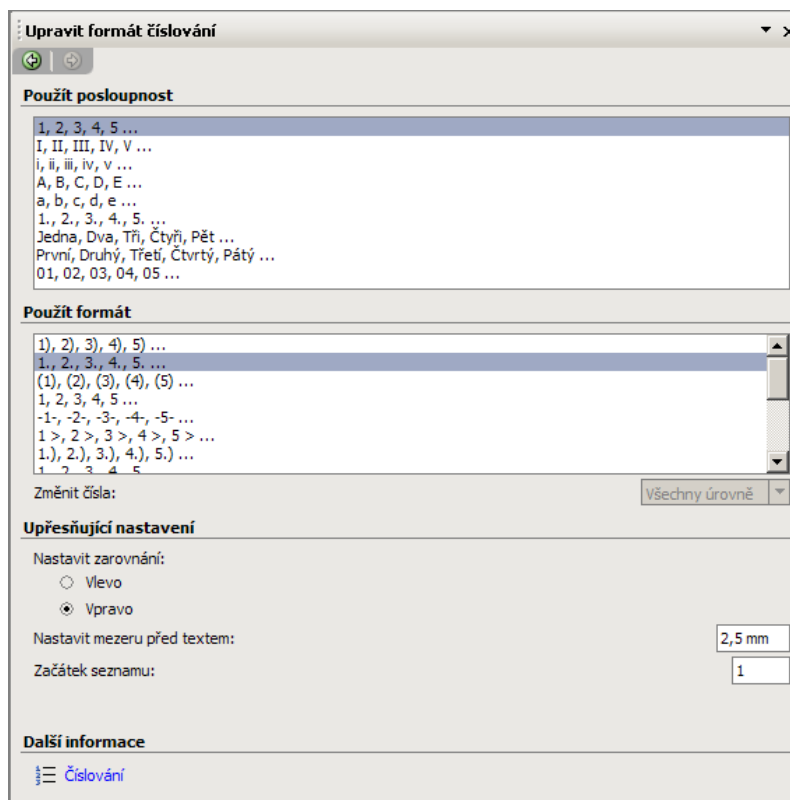 Upravit formát číslování
Použít posloupnost
1, 2, 3, 4, 5 ...
I, II, III, IV, V ...
i, ii, iii, iv, v ...
A, B, C, D, E ...
a, b, c, d, e ...
1., 2., 3., 4., 5. ...
Jedna, Dva, Tři, Čtyři, Pět ...
První, Druhý, Třetí, Čtvrtý, Pátý ...
01, 02, 03, 04, 05 ...
Použít formát
1), 2), 3), 4), 5) ...
1., 2., 3., 4., 5. ...
(1), (2), (3), (4), (5) ...
1, 2, 3, 4, 5 ...
-1-, -2-, -3-, -4-, -5- ...
1 >, 2 >, 3 >, 4 >, 5 > ...
1.), 2.), 3.), 4.), 5.) ...
Změnit čísla: Všechny úrovně
Upřesňující nastavení
Nastavit zarovnání:
Vlevo
Vpravo
Nastavit mezeru před textem: 2,5 mm
Začátek seznamu: 1
Další informace
Číslování